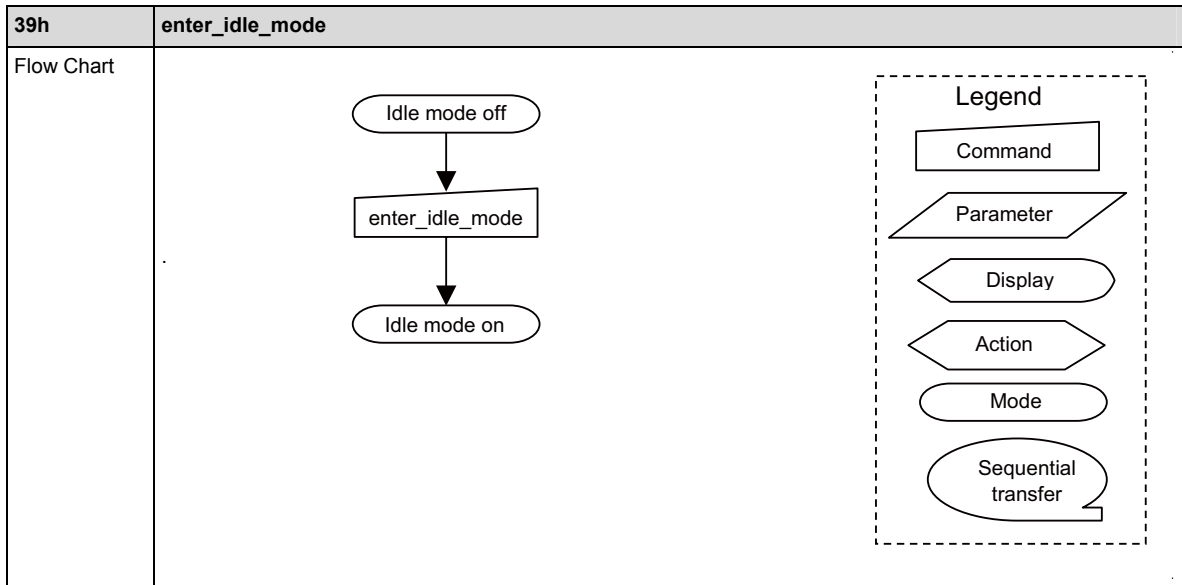 39h enter_idle_mode
Flow Chart
Idle mode off
enter_idle_mode
Idle mode on
Legend
Command
Parameter
Display
Action
Mode
Sequential
transfer